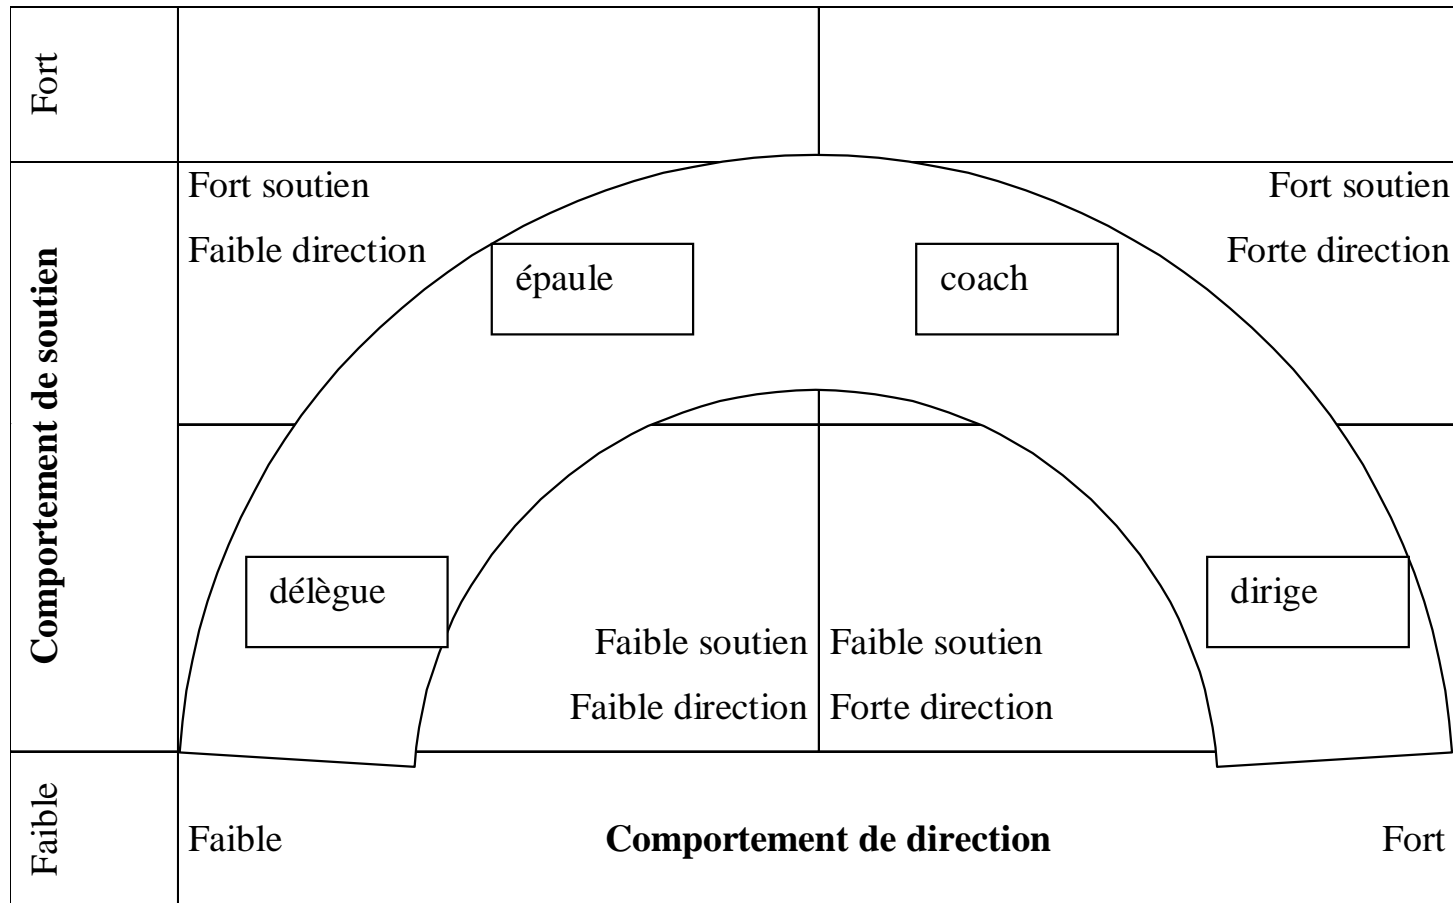 Fort
Comportement de soutien
Faible
Fort soutien
Faible direction
Fort soutien
Forte direction
épaule
coach
délègue
dirige
Faible soutien
Faible direction
Faible soutien
Forte direction
Faible
Comportement de direction
Fort